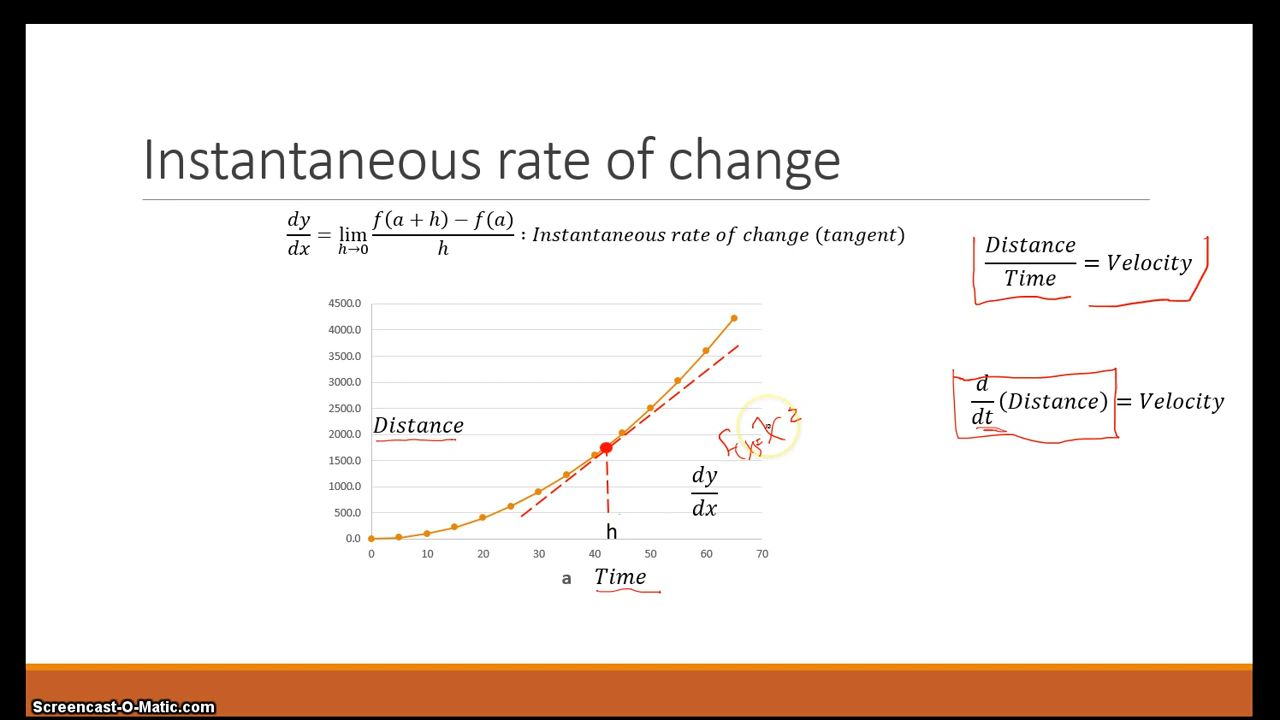 Instantaneous rate of change
dy/dx = lim h→0 f(a + h) − f(a) / h : Instantaneous rate of change (tangent)
Distance / Time = Velocity
d/dt (Distance) = Velocity
4500.0
4000.0
3500.0
3000.0
2500.0
2000.0
1500.0
1000.0
500.0
0.0
Distance
x²
dy/dx
h
0 10 20 30 40 50 60 70
a Time
Screencast-O-Matic.com